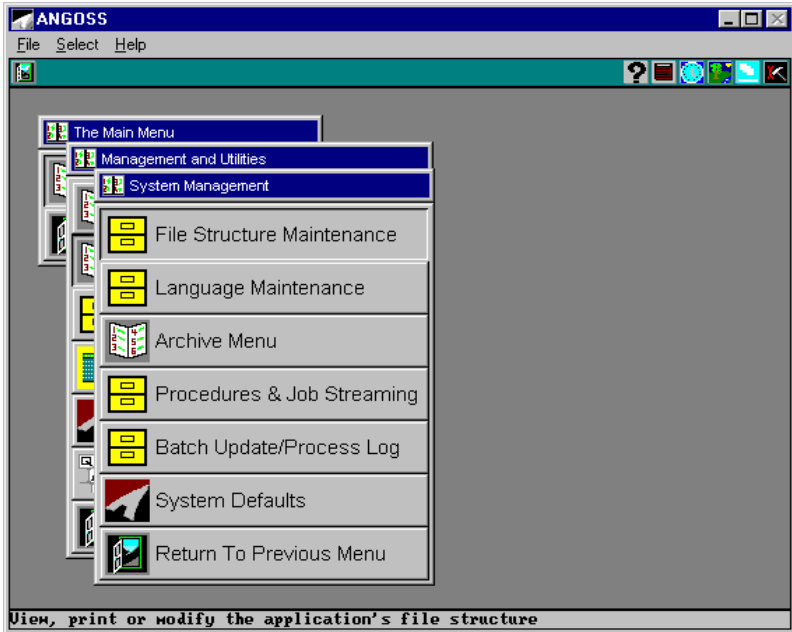 ANGOSS
File Select Help
The Main Menu
Management and Utilities
System Management
File Structure Maintenance
Language Maintenance
Archive Menu
Procedures & Job Streaming
Batch Update/Process Log
System Defaults
Return To Previous Menu
View, print or modify the application's file structure